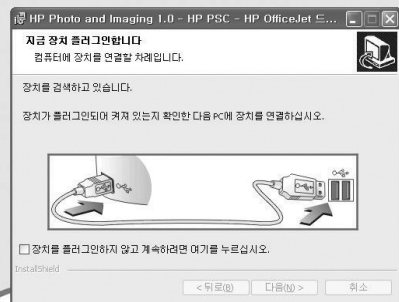 HP Photo and Imaging 1.0 - HP PSC - HP OfficeJet 드...
지금 장치 플러그인합니다
컴퓨터에 장치를 연결할 차례입니다.
장치를 검색하고 있습니다.
장치가 플러그인되어 켜져 있는지 확인한 다음 PC에 장치를 연결하십시오.
장치를 플러그인하지 않고 계속하려면 여기를 누르십시오.
InstallShield
< 뒤로(B)
다음(N) >
취소